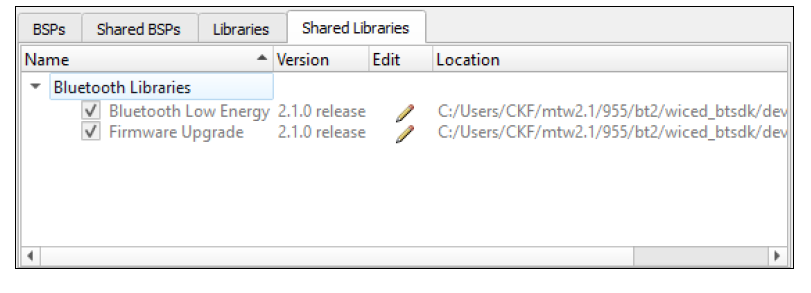 BSPs Shared BSPs Libraries Shared Libraries
Name Version Edit Location
Bluetooth Libraries
Bluetooth Low Energy 2.1.0 release C:/Users/CKF/mtw2.1/955/bt2/wiced_btsdk/dev
Firmware Upgrade 2.1.0 release C:/Users/CKF/mtw2.1/955/bt2/wiced_btsdk/dev